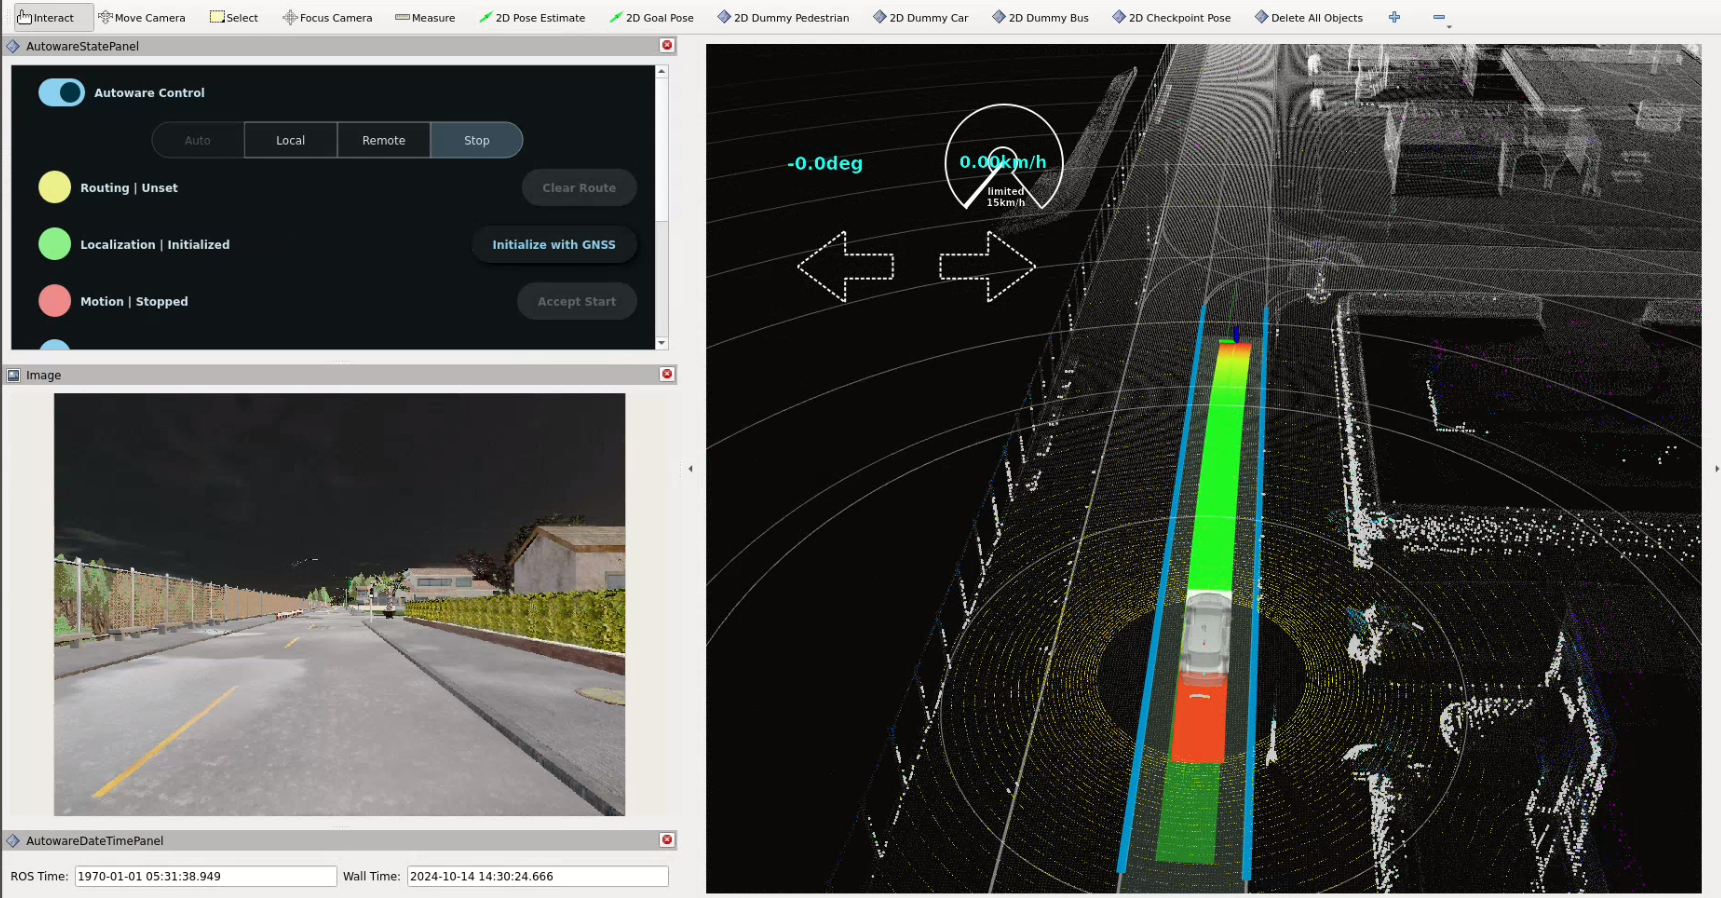 Interact Move Camera Select Focus Camera Measure 2D Pose Estimate 2D Goal Pose 2D Dummy Pedestrian 2D Dummy Car 2D Dummy Bus 2D Checkpoint Pose Delete All Objects
AutowareStatePanel
Autoware Control
Auto Local Remote Stop
Routing | Unset Clear Route
Localization | Initialized Initialize with GNSS
Motion | Stopped Accept Start
Image
AutowareDateTimePanel
ROS Time: 1970-01-01 05:31:38.949 Wall Time: 2024-10-14 14:30:24.666
-0.0deg 0.00km/h
limited
15km/h